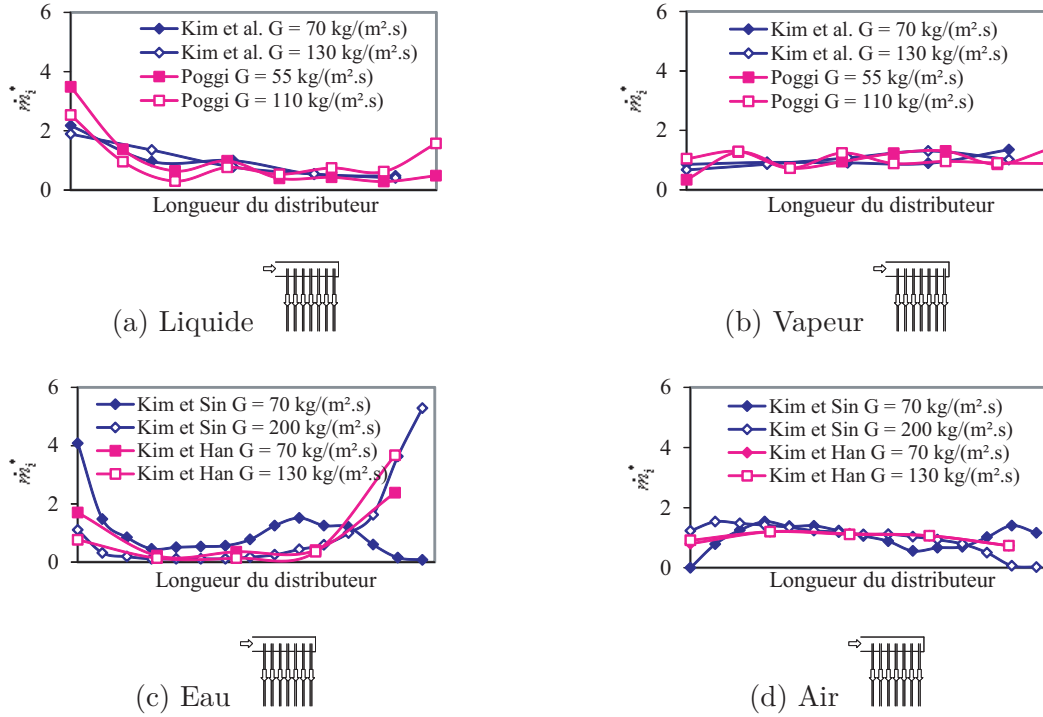 6
Kim et al. G = 70 kg/(m².s)
Kim et al. G = 130 kg/(m².s)
Poggi G = 55 kg/(m².s)
Poggi G = 110 kg/(m².s)
4
ṁᵢ*
2
0
Longueur du distributeur
(a) Liquide
6
Kim et al. G = 70 kg/(m².s)
Kim et al. G = 130 kg/(m².s)
Poggi G = 55 kg/(m².s)
Poggi G = 110 kg/(m².s)
4
ṁᵢ*
2
0
Longueur du distributeur
(b) Vapeur
6
Kim et Sin G = 70 kg/(m².s)
Kim et Sin G = 200 kg/(m².s)
Kim et Han G = 70 kg/(m².s)
Kim et Han G = 130 kg/(m².s)
4
ṁᵢ*
2
0
Longueur du distributeur
(c) Eau
6
Kim et Sin G = 70 kg/(m².s)
Kim et Sin G = 200 kg/(m².s)
Kim et Han G = 70 kg/(m².s)
Kim et Han G = 130 kg/(m².s)
4
ṁᵢ*
2
0
Longueur du distributeur
(d) Air